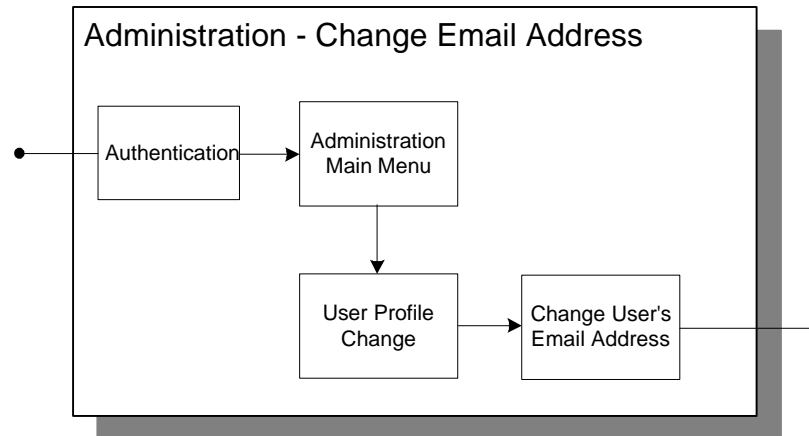 Administration - Change Email Address
Authentication
Administration
Main Menu
User Profile
Change
Change User's
Email Address